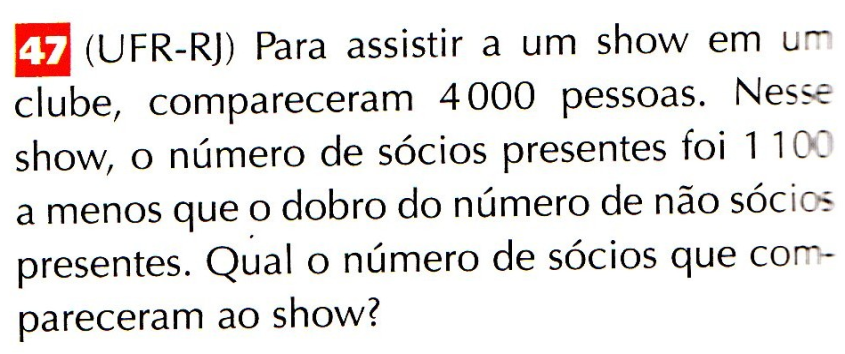 47 (UFR-RJ) Para assistir a um show em um
clube, compareceram 4 000 pessoas. Nesse
show, o número de sócios presentes foi 1 100
a menos que o dobro do número de não sócios
presentes. Qual o número de sócios que com-
pareceram ao show?